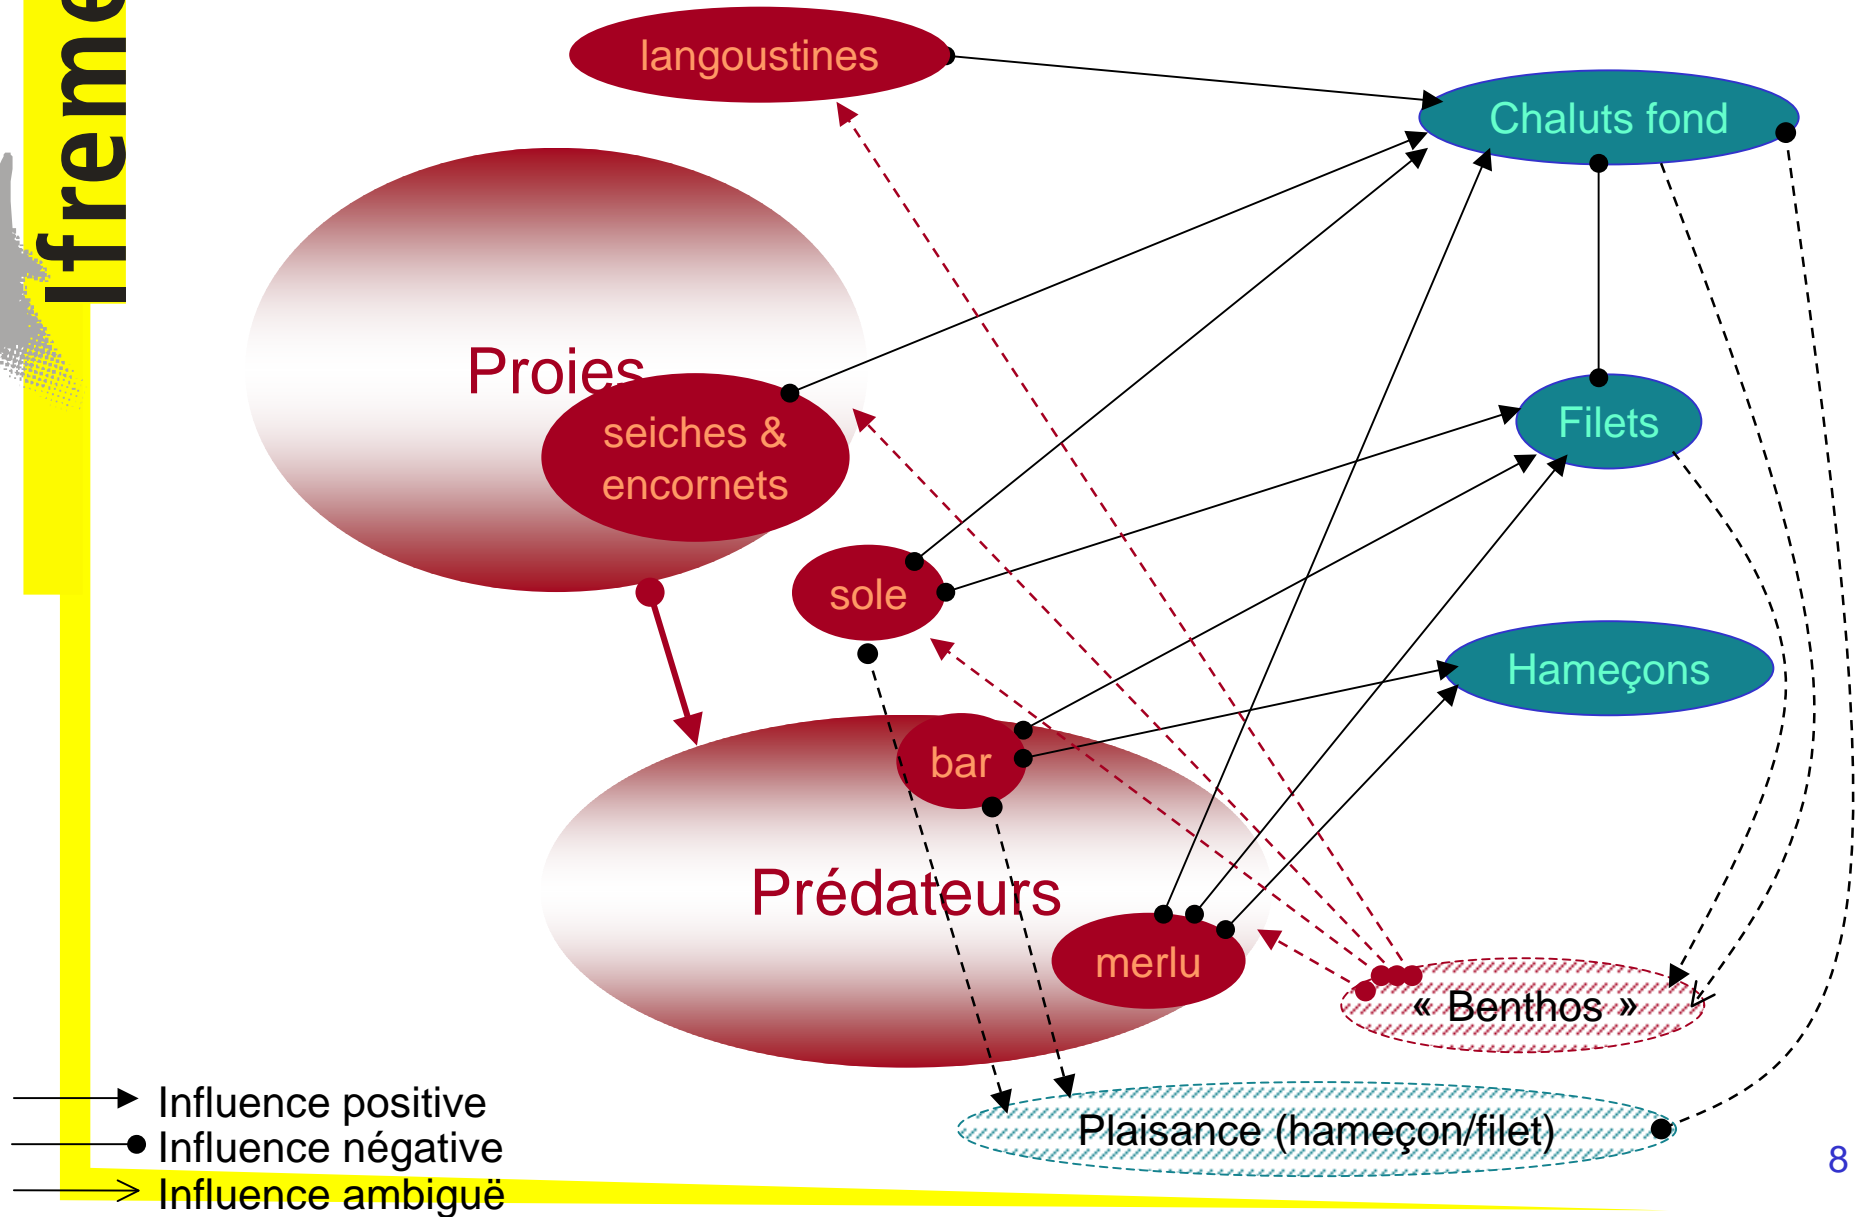 Ifreme
langoustines
Chaluts fond
Proies
seiches &
encornets
Filets
sole
Hameçons
bar
Prédateurs
merlu
« Benthos »
Influence positive
Plaisance (hameçon/filet)
Influence négative
8
Influence ambiguë